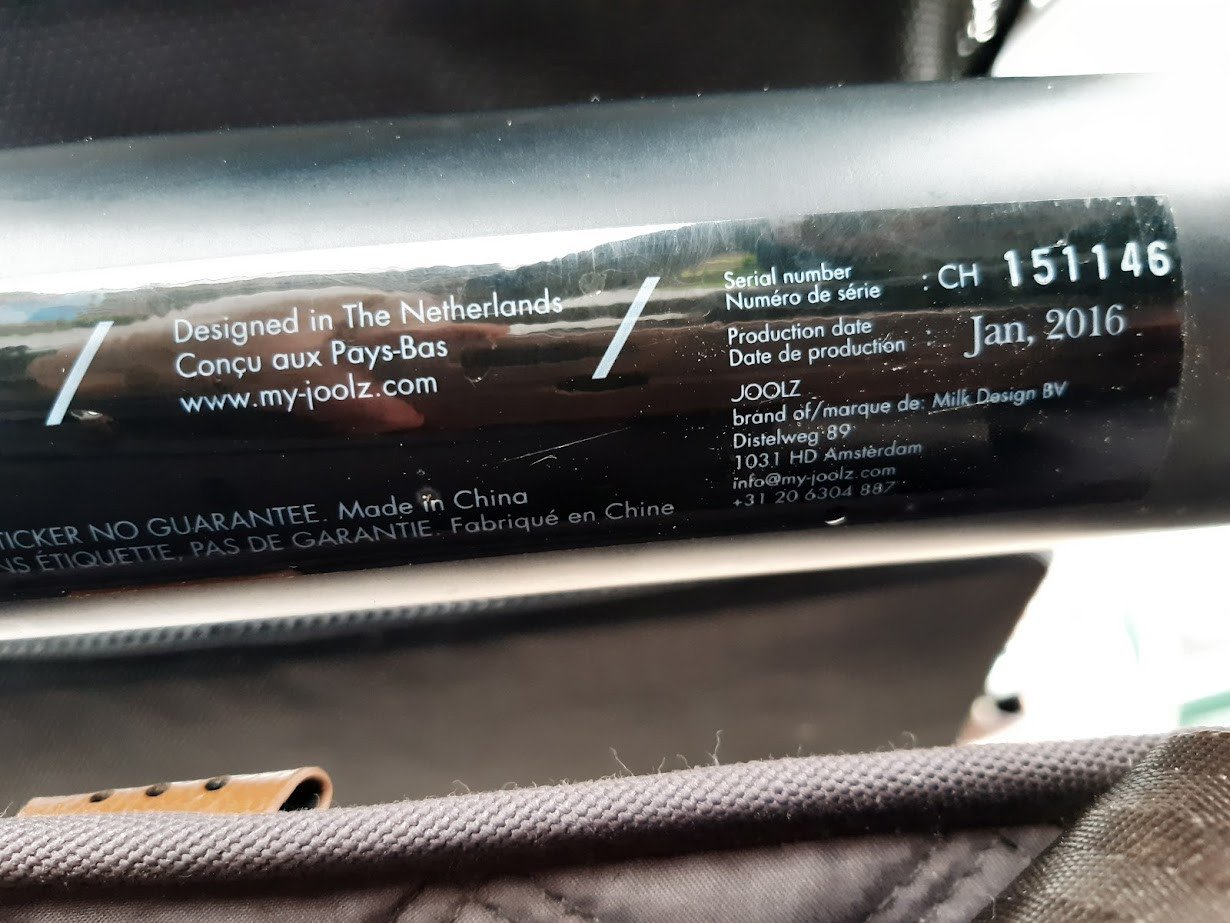 / Designed in The Netherlands
Conçu aux Pays-Bas
www.my-joolz.com
/
Serial number : CH 151146
Numéro de série
Production date : Jan, 2016
Date de production
JOOLZ
brand of/marque de: Milk Design BV
Distelweg 89
1031 HD Amsterdam
info@my-joolz.com
+31 20 6304 887
TICKER NO GUARANTEE. Made in China
NS ÉTIQUETTE, PAS DE GARANTIE. Fabriqué en Chine